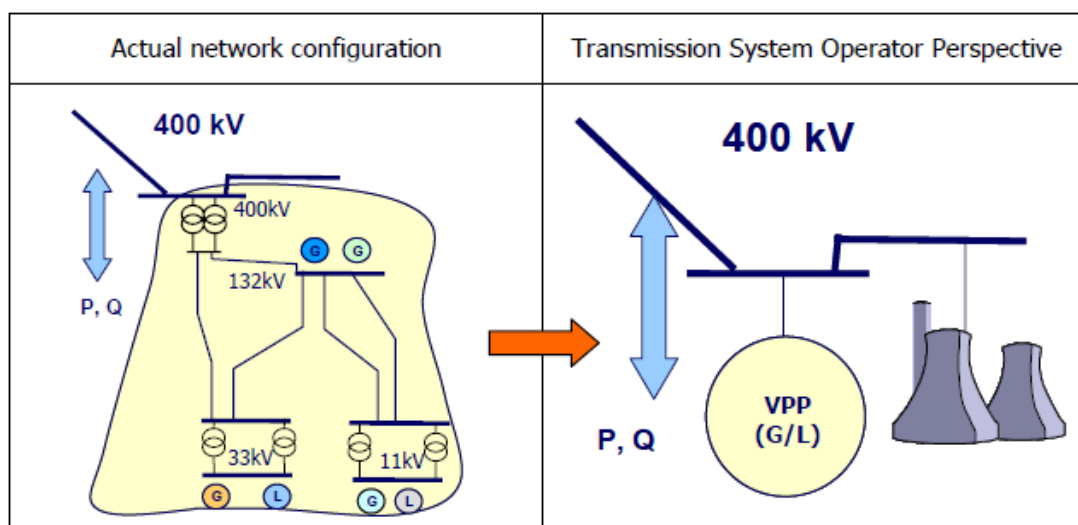 Actual network configuration
Transmission System Operator Perspective
400 kV
400kV
G G
132kV
P, Q
33kV
11kV
G L G L
400 kV
VPP
(G/L)
P, Q